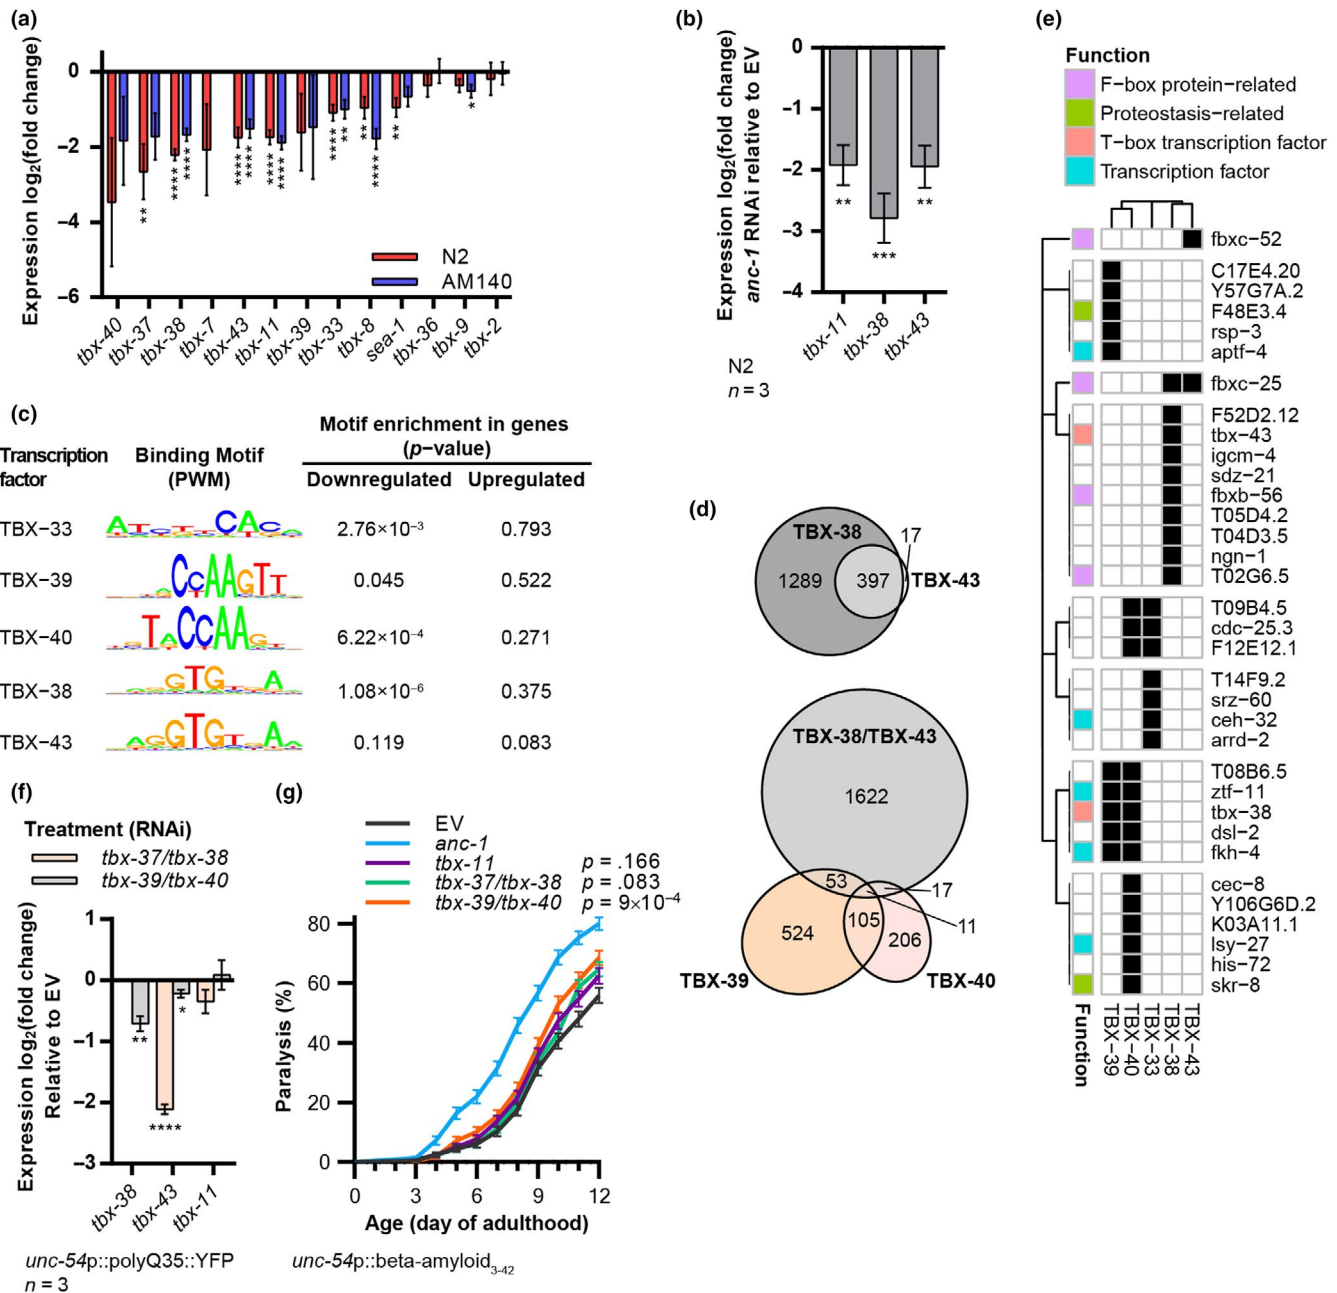 (a)
Expression log2(fold change)
0
−2
−4
−6
** **** **** **** **** **** **** **** ** ** **** ** *
N2
AM140
tbx-40 tbx-37 tbx-38 tbx-7 tbx-43 tbx-11 tbx-39 tbx-33 tbx-8 sea-1 tbx-36 tbx-9 tbx-2
(b)
Expression log2(fold change)
anc-1 RNAi relative to EV
0
−1
−2
−3
−4
** *** **
tbx-11 tbx-38 tbx-43
N2
n = 3
(c)
Transcription factor
Binding Motif (PWM)
Motif enrichment in genes (p−value)
Downregulated Upregulated
TBX−33 2.76×10−3 0.793
TBX−39 0.045 0.522
TBX−40 6.22×10−4 0.271
TBX−38 1.08×10−6 0.375
TBX−43 0.119 0.083
(d)
TBX−38
17
1289
397
TBX−43
TBX−38/TBX−43
1622
53
17
11
524
105
206
TBX−39
TBX−40
(e)
Function
F−box protein−related
Proteostasis−related
T−box transcription factor
Transcription factor
fbxc−52
C17E4.20
Y57G7A.2
F48E3.4
rsp−3
aptf−4
fbxc−25
F52D2.12
tbx−43
igcm−4
sdz−21
fbxb−56
T05D4.2
T04D3.5
ngn−1
T02G6.5
T09B4.5
cdc−25.3
F12E12.1
T14F9.2
srz−60
ceh−32
arrd−2
T08B6.5
ztf−11
tbx−38
dsl−2
fkh−4
cec−8
Y106G6D.2
K03A11.1
lsy−27
his−72
skr−8
Function TBX−39 TBX−40 TBX−33 TBX−38 TBX−43
(f)
Treatment (RNAi)
tbx-37/tbx-38
tbx-39/tbx-40
Expression log2(fold change)
Relative to EV
1
0
−1
−2
−3
** **** *
tbx-38 tbx-43 tbx-11
unc-54p::polyQ35::YFP
n = 3
(g)
EV
anc-1
tbx-11 p = .166
tbx-37/tbx-38 p = .083
tbx-39/tbx-40 p = 9×10−4
Paralysis (%)
80
60
40
20
0
0 3 6 9 12
Age (day of adulthood)
unc-54p::beta-amyloid3-42